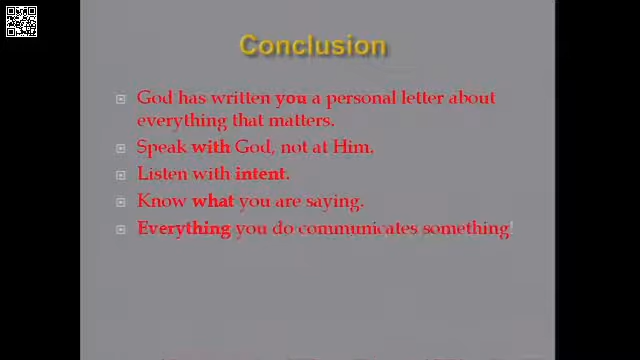 Conclusion
God has written you a personal letter about
everything that matters.
Speak with God, not at Him.
Listen with intent.
Know what you are saying.
Everything you do communicates something!